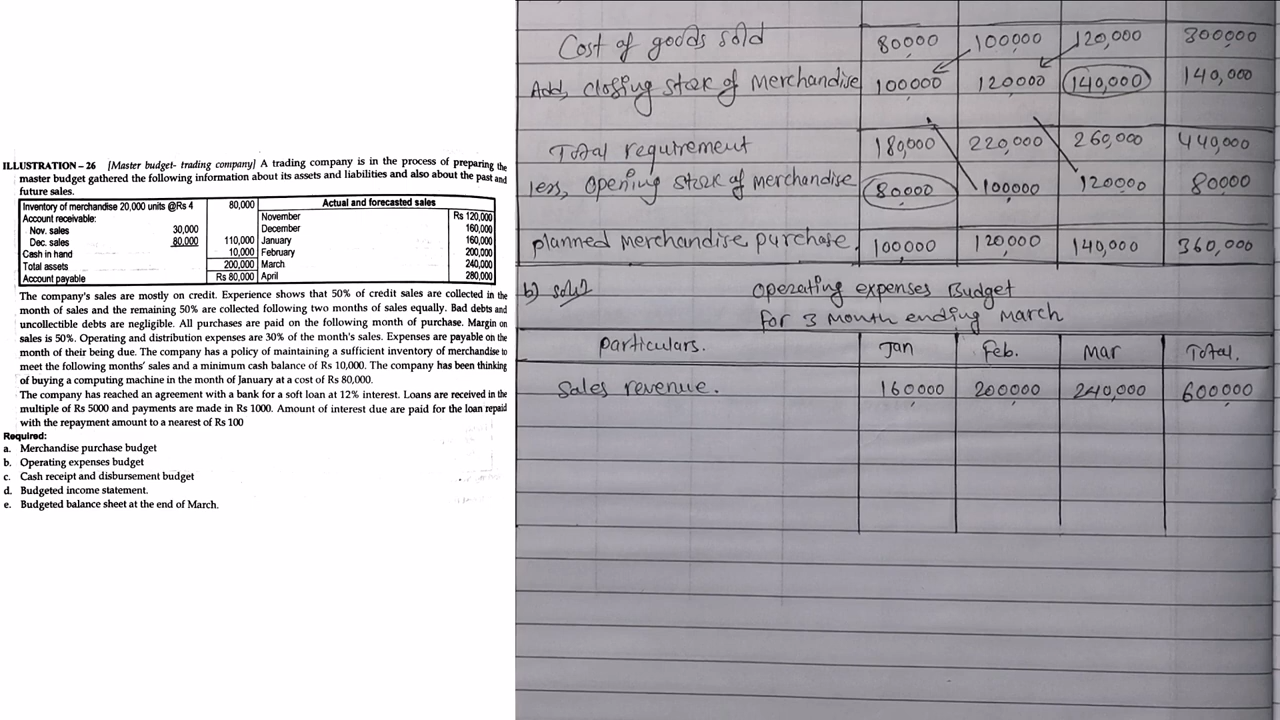 ILLUSTRATION – 26 [Master budget- trading company] A trading company is in the process of preparing the
master budget gathered the following information about its assets and liabilities and also about the past and
future sales.
Inventory of merchandise 20,000 units @Rs 4 80,000 Actual and forecasted sales
Account receivable: November Rs 120,000
Nov. sales 30,000 December 160,000
Dec. sales 80,000 110,000 January 160,000
Cash in hand 10,000 February 200,000
Total assets 200,000 March 240,000
Account payable Rs 80,000 April 280,000
The company's sales are mostly on credit. Experience shows that 50% of credit sales are collected in the
month of sales and the remaining 50% are collected following two months of sales equally. Bad debts and
uncollectible debts are negligible. All purchases are paid on the following month of purchase. Margin on
sales is 50%. Operating and distribution expenses are 30% of the month's sales. Expenses are payable on the
month of their being due. The company has a policy of maintaining a sufficient inventory of merchandise to
meet the following months' sales and a minimum cash balance of Rs 10,000. The company has been thinking
of buying a computing machine in the month of January at a cost of Rs 80,000.
The company has reached an agreement with a bank for a soft loan at 12% interest. Loans are received in the
multiple of Rs 5000 and payments are made in Rs 1000. Amount of interest due are paid for the loan repaid
with the repayment amount to a nearest of Rs 100
Required:
a. Merchandise purchase budget
b. Operating expenses budget
c. Cash receipt and disbursement budget
d. Budgeted income statement.
e. Budgeted balance sheet at the end of March.
Cost of goods sold 80000 100000 120,000 300000
Add, closing stock of Merchandise 100000 120000 140,000 140,000
Total requirement 180,000 220,000 260,000 440,000
less, opening stock of merchandise 80000 100000 120000 80000
planned merchandise purchase. 100000 120000 140,000 360,000
b) solⁿ Operating expenses Budget
for 3 Month ending March
particulars. Jan Feb. Mar Total.
Sales revenue. 160000 200000 240,000 600000